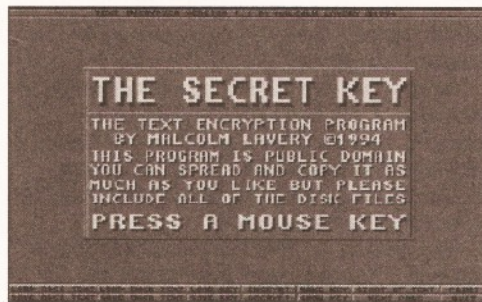 THE SECRET KEY
THE TEXT ENCRYPTION PROGRAM
BY MALCOLM LAVERY ©1994
THIS PROGRAM IS PUBLIC DOMAIN
YOU CAN SPREAD AND COPY IT AS
MUCH AS YOU LIKE BUT PLEASE
INCLUDE ALL OF THE DISK FILES
PRESS A MOUSE KEY